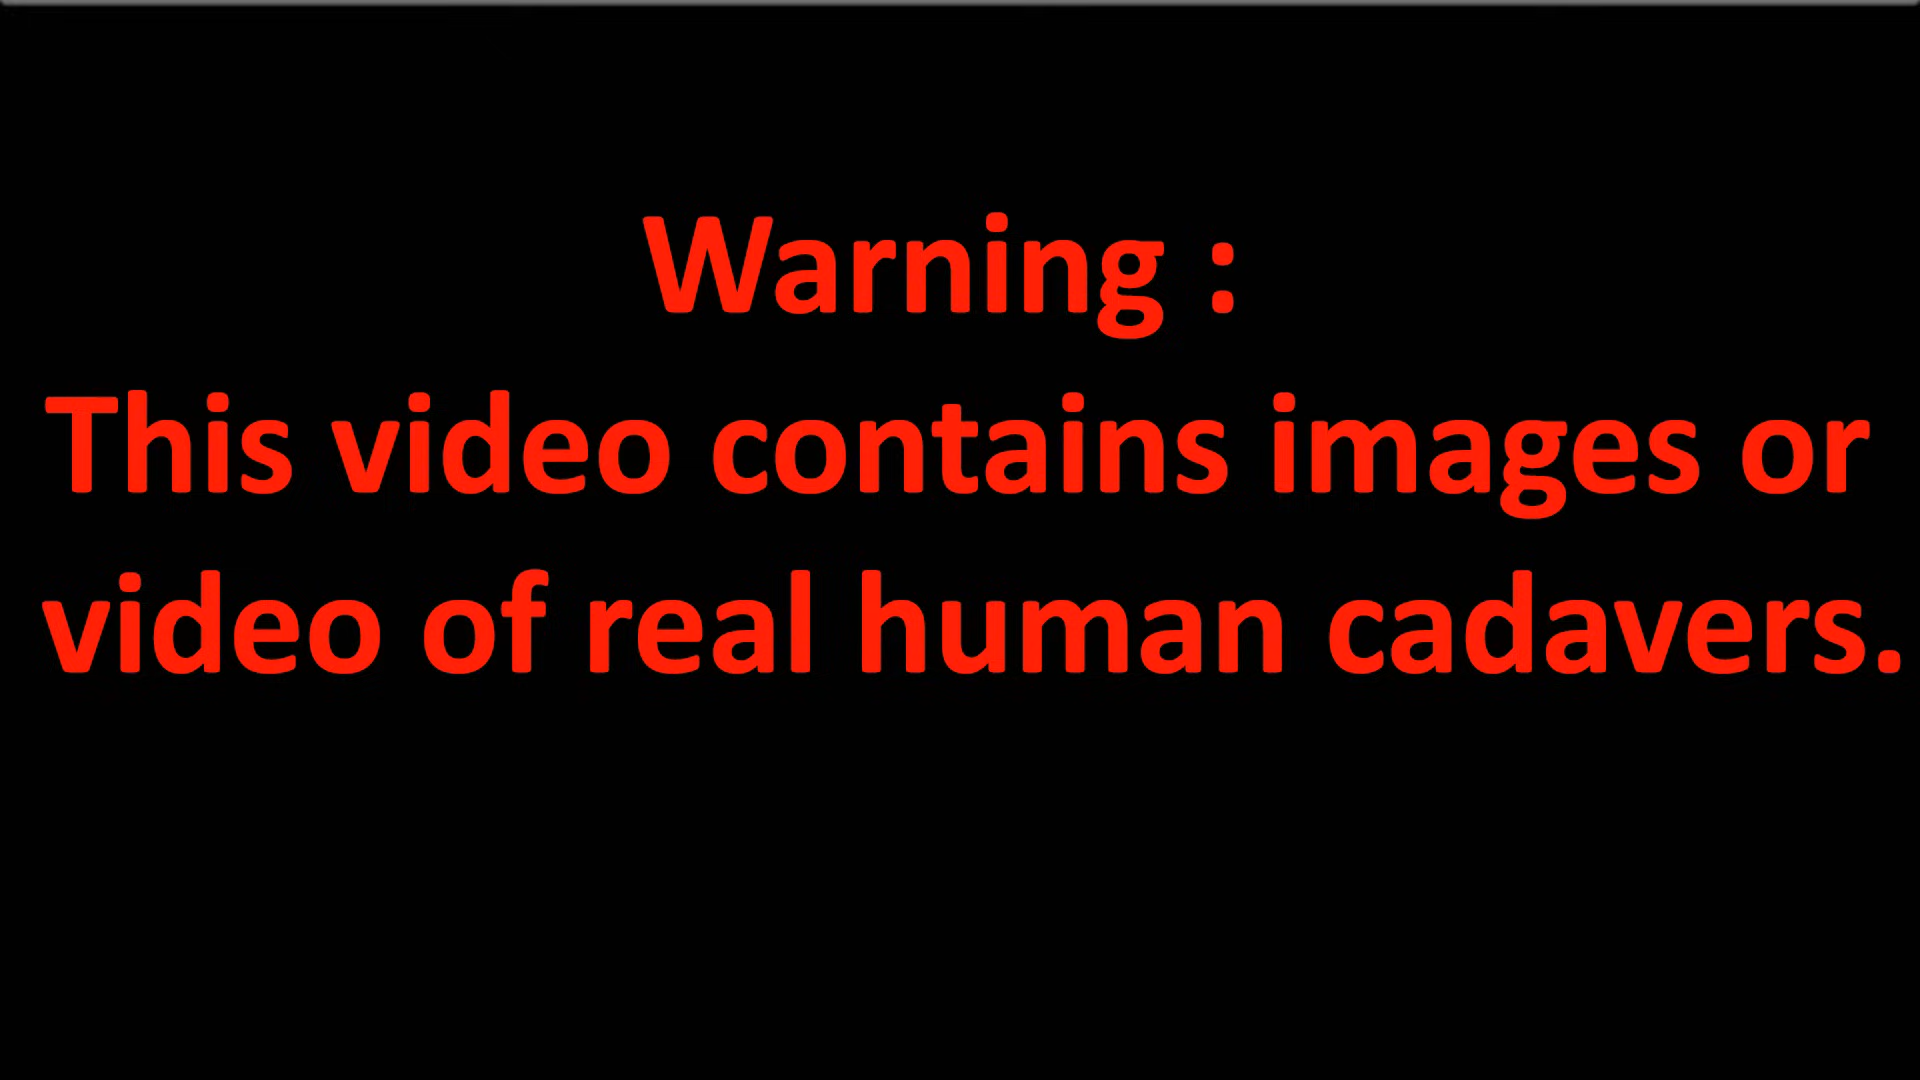 Warning :
This video contains images or
video of real human cadavers.